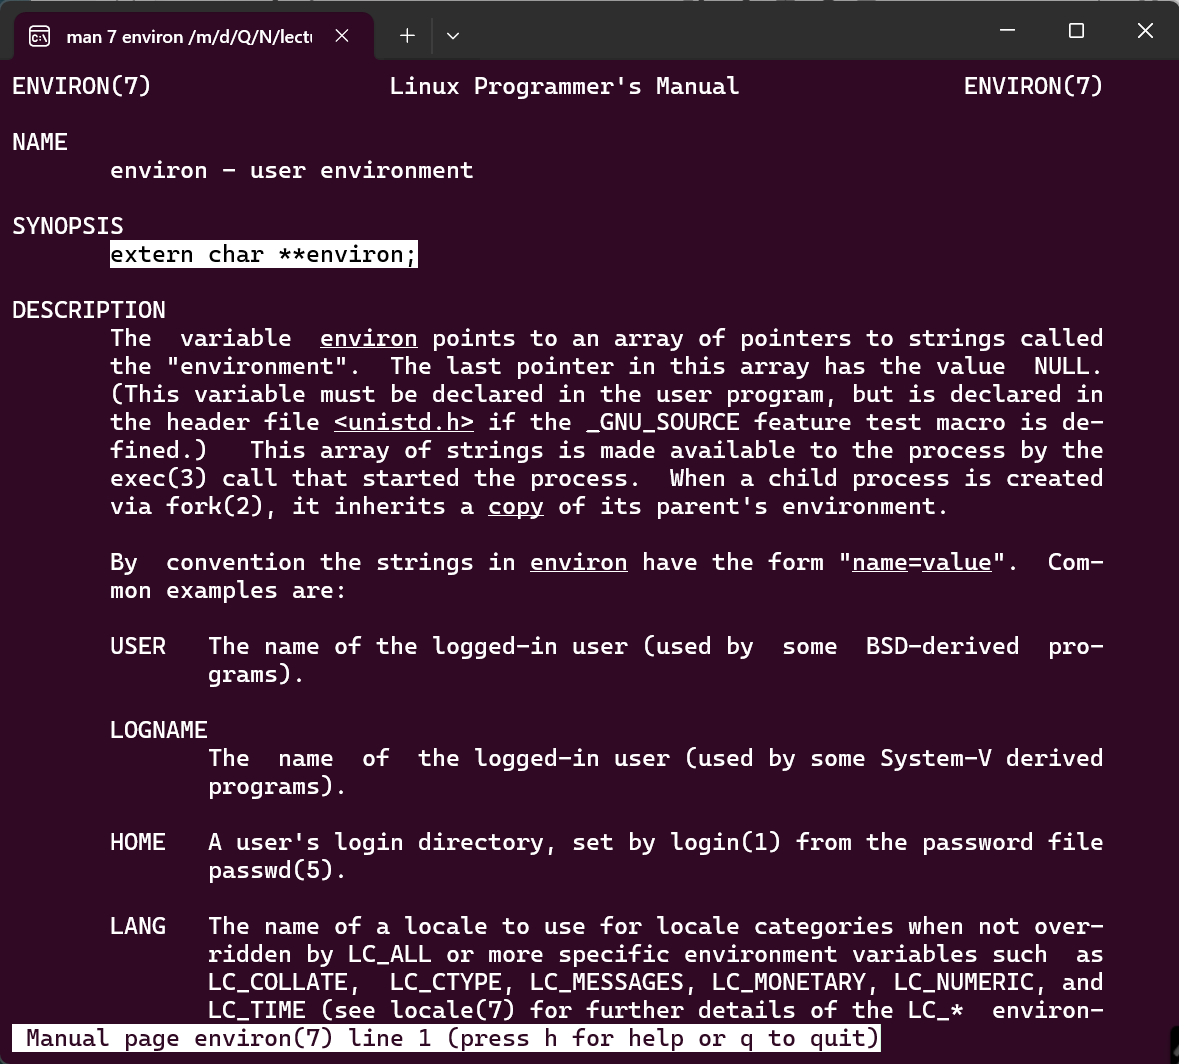 man 7 environ /m/d/Q/N/lect
ENVIRON(7) Linux Programmer's Manual ENVIRON(7)
NAME
environ - user environment
SYNOPSIS
extern char **environ;
DESCRIPTION
The variable environ points to an array of pointers to strings called
the "environment". The last pointer in this array has the value NULL.
(This variable must be declared in the user program, but is declared in
the header file <unistd.h> if the _GNU_SOURCE feature test macro is de-
fined.) This array of strings is made available to the process by the
exec(3) call that started the process. When a child process is created
via fork(2), it inherits a copy of its parent's environment.
By convention the strings in environ have the form "name=value". Com-
mon examples are:
USER The name of the logged-in user (used by some BSD-derived pro-
grams).
LOGNAME
The name of the logged-in user (used by some System-V derived
programs).
HOME A user's login directory, set by login(1) from the password file
passwd(5).
LANG The name of a locale to use for locale categories when not over-
ridden by LC_ALL or more specific environment variables such as
LC_COLLATE, LC_CTYPE, LC_MESSAGES, LC_MONETARY, LC_NUMERIC, and
LC_TIME (see locale(7) for further details of the LC_* environ-
Manual page environ(7) line 1 (press h for help or q to quit)